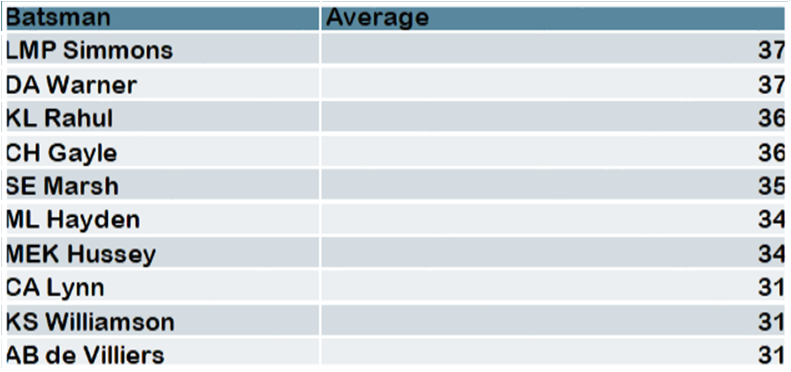 Batsman Average
LMP Simmons 37
DA Warner 37
KL Rahul 36
CH Gayle 36
SE Marsh 35
ML Hayden 34
MEK Hussey 34
CA Lynn 31
KS Williamson 31
AB de Villiers 31